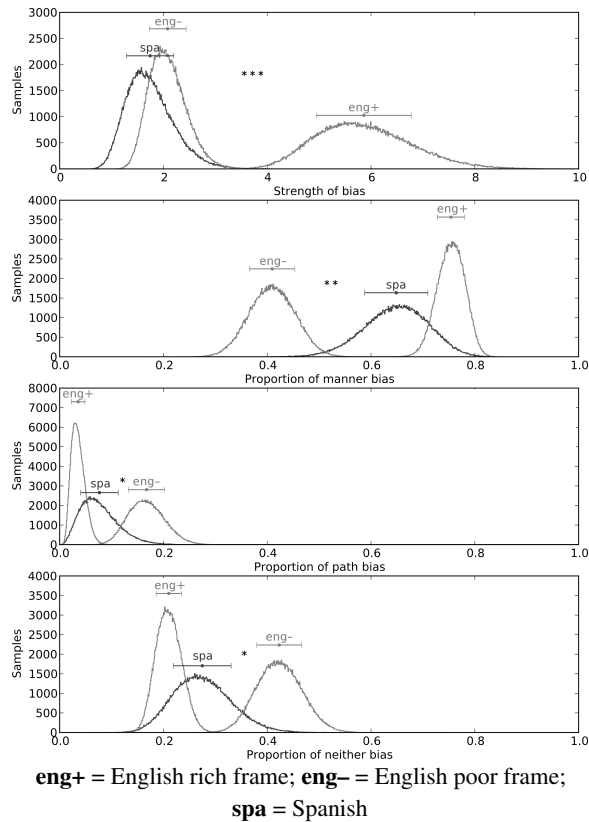 3000
2500
2000
1500
1000
500
0
Samples
eng–
spa
***
eng+
0 2 4 6 8 10
Strength of bias
4000
3500
3000
2500
2000
1500
1000
500
0
Samples
eng+
eng–
**
spa
0.0 0.2 0.4 0.6 0.8 1.0
Proportion of manner bias
8000
7000
6000
5000
4000
3000
2000
1000
0
Samples
eng+
spa
*
eng–
0.0 0.2 0.4 0.6 0.8 1.0
Proportion of path bias
4000
3500
3000
2500
2000
1500
1000
500
0
Samples
eng+
spa
*
eng–
0.0 0.2 0.4 0.6 0.8 1.0
Proportion of neither bias
eng+ = English rich frame; eng– = English poor frame;
spa = Spanish